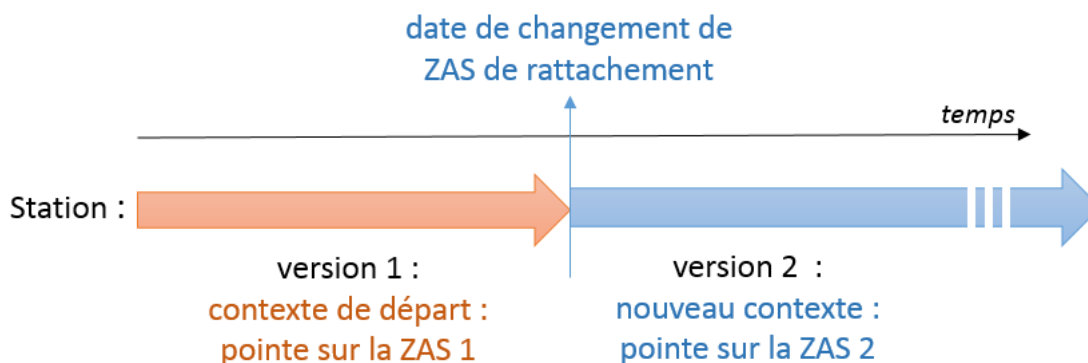 date de changement de
ZAS de rattachement
temps
Station :
version 1 :
contexte de départ :
pointe sur la ZAS 1
version 2 :
nouveau contexte :
pointe sur la ZAS 2